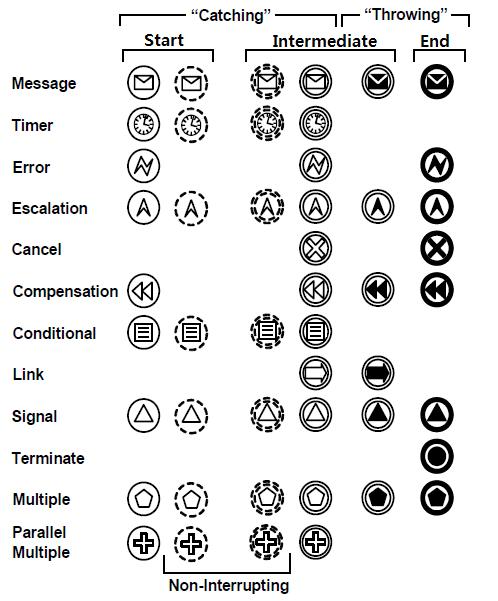 “Catching”
“Throwing”
Start
Intermediate
End
Message
Timer
Error
Escalation
Cancel
Compensation
Conditional
Link
Signal
Terminate
Multiple
Parallel
Multiple
Non-Interrupting